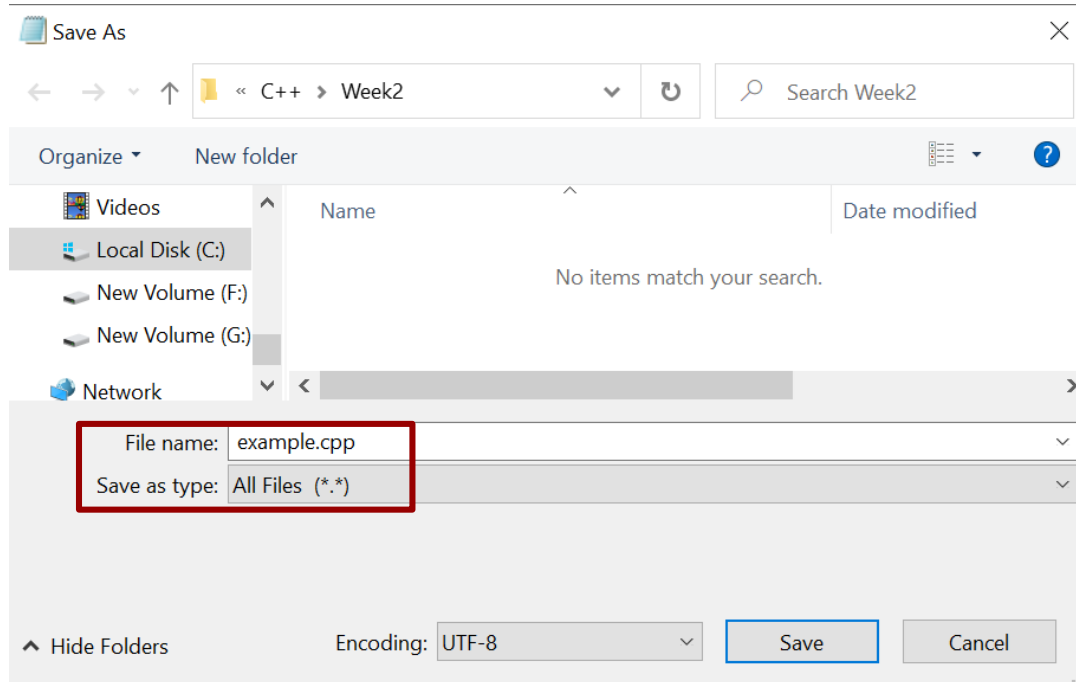 Save As
« C++ > Week2
Search Week2
Organize
New folder
Videos
Local Disk (C:)
New Volume (F:)
New Volume (G:)
Network
Name
Date modified
No items match your search.
File name: example.cpp
Save as type: All Files (*.*)
Hide Folders
Encoding: UTF-8
Save
Cancel